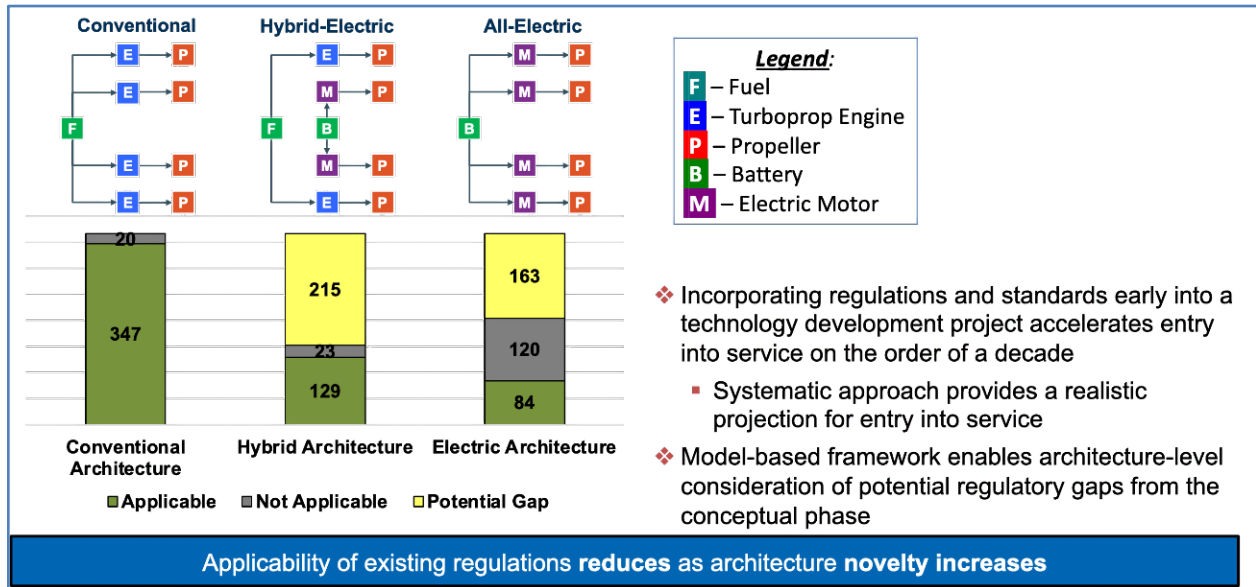 Conventional
Hybrid-Electric
All-Electric
E P
E P
F
E P
E P
E P
M P
F B
M P
E P
M P
M P
B
M P
M P
Legend:
F – Fuel
E – Turboprop Engine
P – Propeller
B – Battery
M – Electric Motor
20
347
215
23
129
163
120
84
Conventional
Architecture
Hybrid Architecture
Electric Architecture
Applicable
Not Applicable
Potential Gap
❖ Incorporating regulations and standards early into a
technology development project accelerates entry
into service on the order of a decade
▪ Systematic approach provides a realistic
projection for entry into service
❖ Model-based framework enables architecture-level
consideration of potential regulatory gaps from the
conceptual phase
Applicability of existing regulations reduces as architecture novelty increases